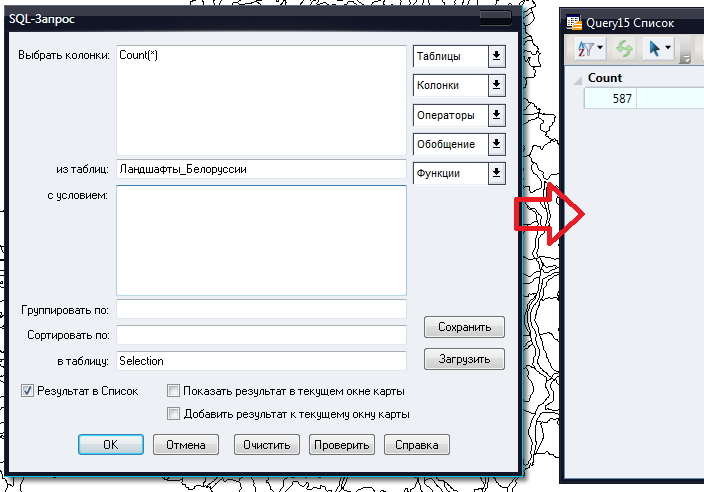 SQL-Запрос
Выбрать колонки: Count(*)
Таблицы
Колонки
Операторы
Обобщение
Функции
из таблиц: Ландшафты_Белоруссии
с условием:
Группировать по:
Сортировать по:
в таблицу: Selection
Сохранить
Загрузить
Результат в Список
Показать результат в текущем окне карты
Добавить результат к текущему окну карты
OK Отмена Очистить Проверить Справка
Query15 Список
Count
587